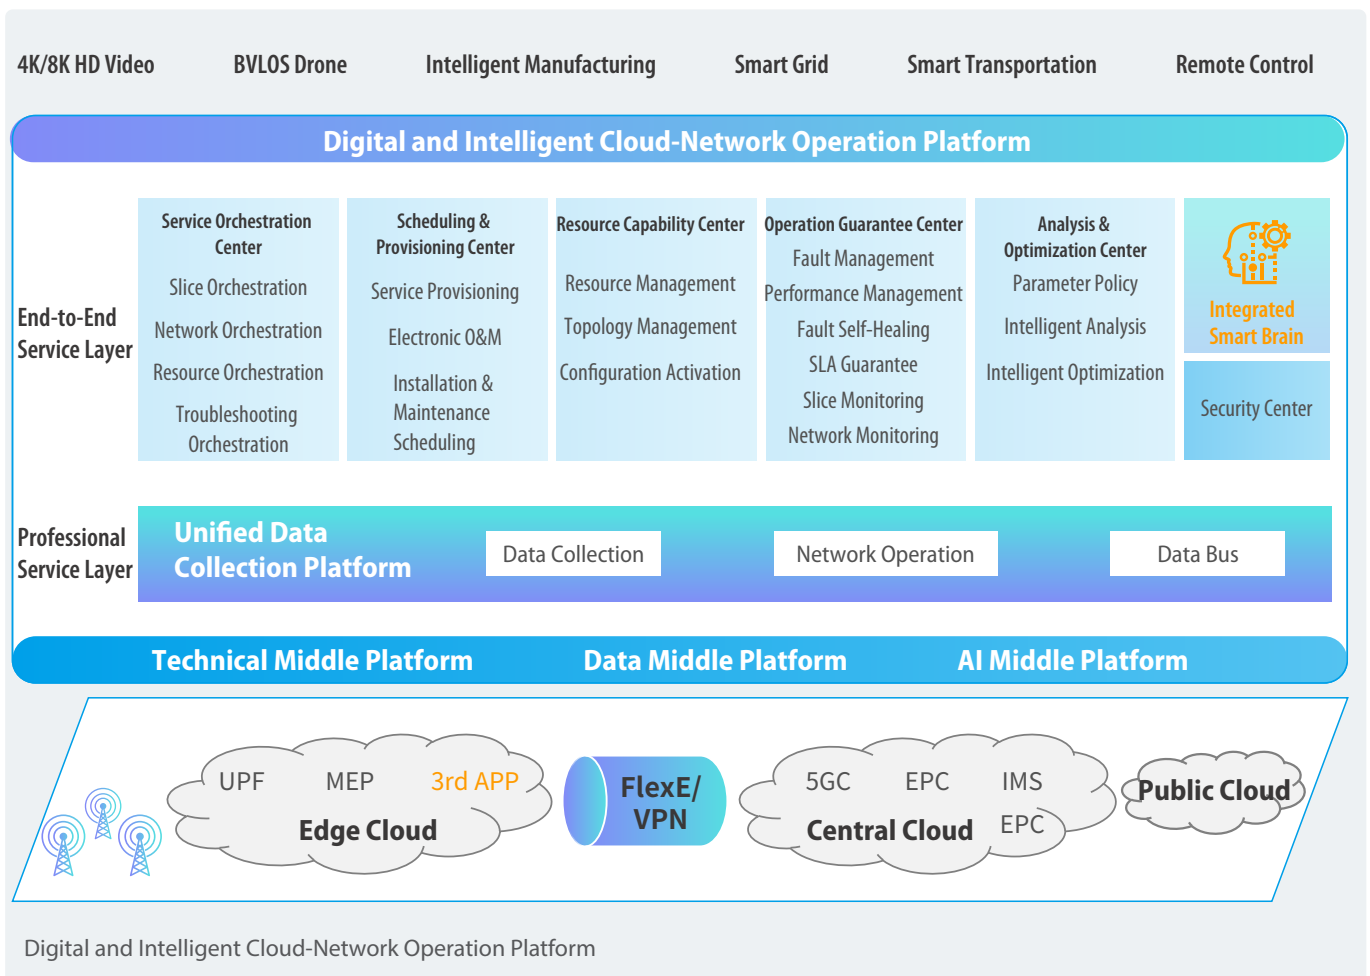 4K/8K HD Video
BVLOS Drone
Intelligent Manufacturing
Smart Grid
Smart Transportation
Remote Control
Digital and Intelligent Cloud-Network Operation Platform
End-to-End
Service Layer
Service Orchestration
Center
Slice Orchestration
Network Orchestration
Resource Orchestration
Troubleshooting
Orchestration
Scheduling &
Provisioning Center
Service Provisioning
Electronic O&M
Installation &
Maintenance
Scheduling
Resource Capability Center
Resource Management
Topology Management
Configuration Activation
Operation Guarantee Center
Fault Management
Performance Management
Fault Self-Healing
SLA Guarantee
Slice Monitoring
Network Monitoring
Analysis &
Optimization Center
Parameter Policy
Intelligent Analysis
Intelligent Optimization
Integrated
Smart Brain
Security Center
Professional
Service Layer
Unified Data
Collection Platform
Data Collection
Network Operation
Data Bus
Technical Middle Platform
Data Middle Platform
AI Middle Platform
UPF
MEP
3rd APP
Edge Cloud
FlexE/
VPN
5GC
EPC
IMS
Central Cloud
EPC
Public Cloud
Digital and Intelligent Cloud-Network Operation Platform